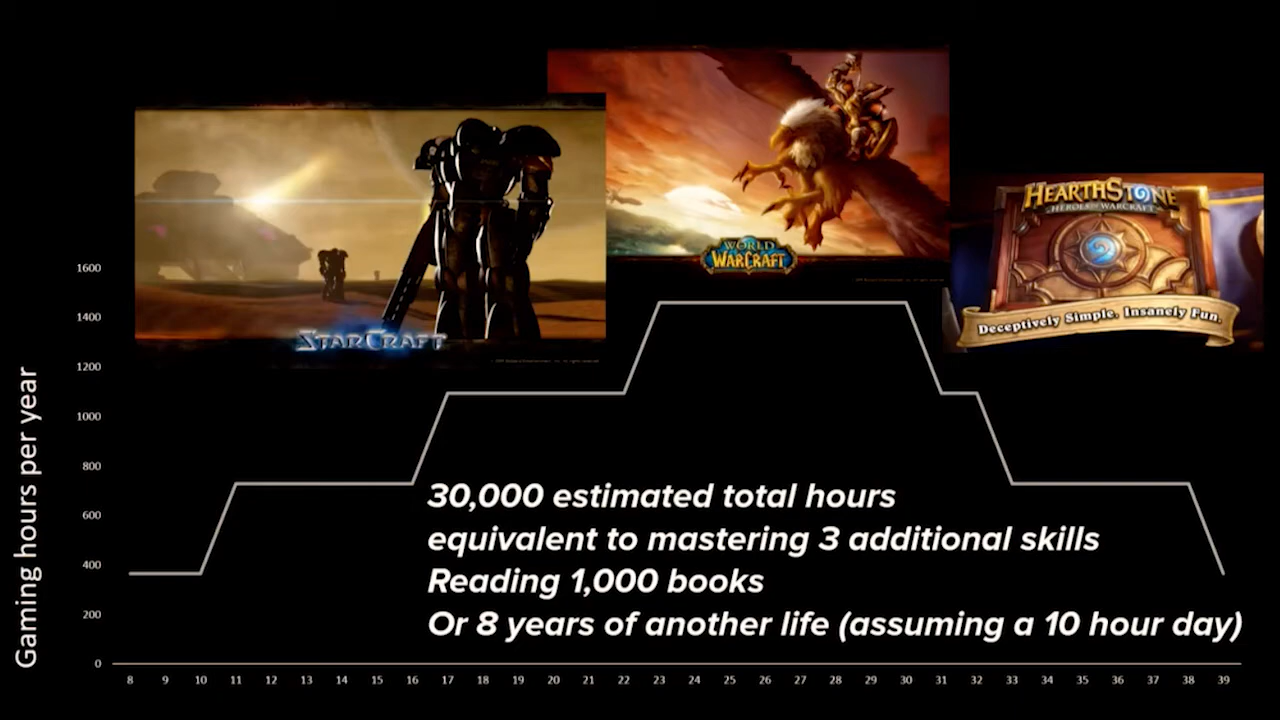 WORLD
WARCRAFT
HEARTHSTONE
HEROES OF WARCRAFT
Deceptively Simple. Insanely Fun.
STARCRAFT
Gaming hours per year
1600
1400
1200
1000
800
600
400
200
0
30,000 estimated total hours
equivalent to mastering 3 additional skills
Reading 1,000 books
Or 8 years of another life (assuming a 10 hour day)
8 9 10 11 12 13 14 15 16 17 18 19 20 21 22 23 24 25 26 27 28 29 30 31 32 33 34 35 36 37 38 39